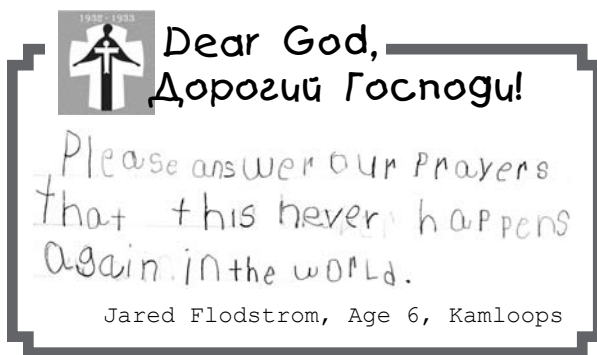 1932 - 1933
Dear God,
Дорогий Господи!
Please answer our prayers
that this never happens
again in the world.
Jared Flodstrom, Age 6, Kamloops